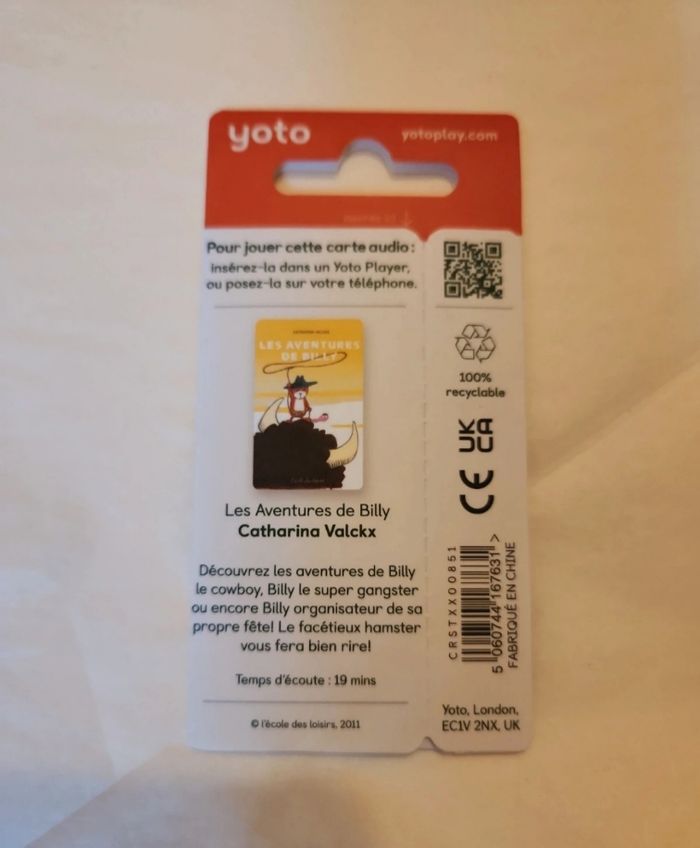 yoto
yotoplay.com
Pour jouer cette carte audio :
insérez-la dans un Yoto Player,
ou posez-la sur votre téléphone.
LES AVENTURES
DE BILLY
Les Aventures de Billy
Catharina Valckx
Découvrez les aventures de Billy
le cowboy, Billy le super gangster
ou encore Billy organisateur de sa
propre fête! Le facétieux hamster
vous fera bien rire!
Temps d'écoute : 19 mins
© l'école des loisirs, 2011
100%
recyclable
CE
UK
CA
CRSTXX00851
5 060744 167631 >
FABRIQUÉ EN CHINE
Yoto, London,
EC1V 2NX, UK